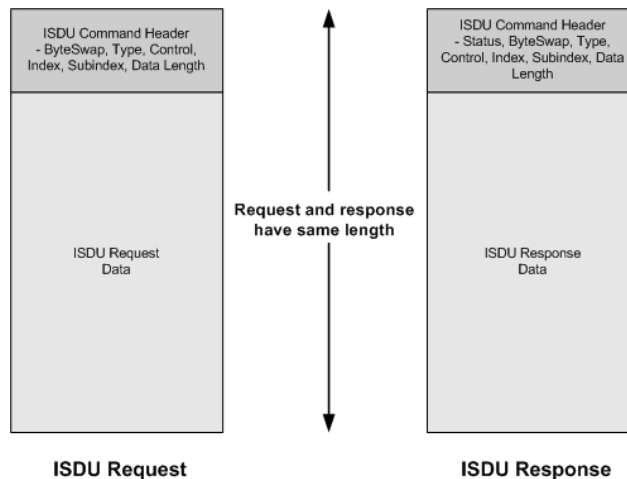 ISDU Command Header
- ByteSwap, Type, Control,
Index, Subindex, Data Length
ISDU Request
Data
ISDU Request
Request and response
have same length
ISDU Command Header
- Status, ByteSwap, Type,
Control, Index, Subindex, Data
Length
ISDU Response
Data
ISDU Response